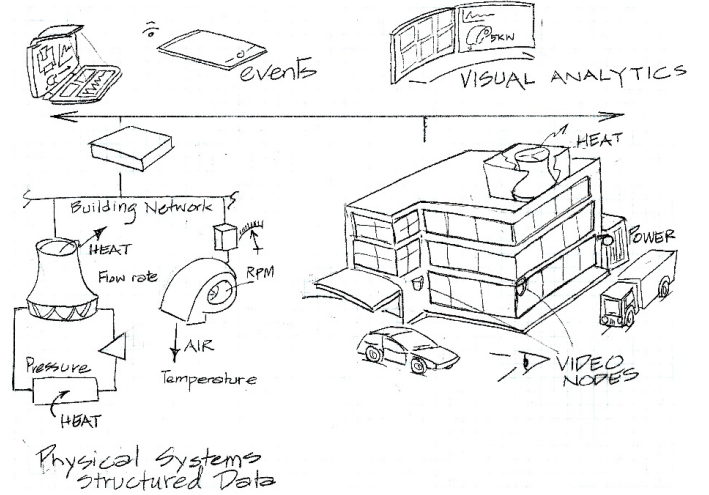 events
5KW
VISUAL ANALYTICS
HEAT
Building Network
HEAT
Flow rate
RPM
POWER
AIR
Pressure
Temperature
VIDEO
NODES
HEAT
Physical Systems
Structured Data